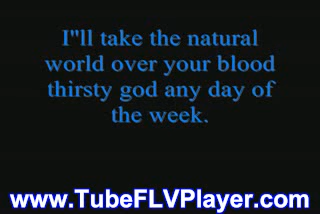 I"ll take the natural
world over your blood
thirsty god any day of
the week.
www.TubeFLVPlayer.com